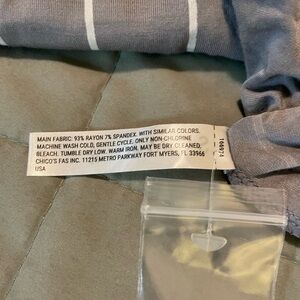 MAIN FABRIC: 93% RAYON 7% SPANDEX. WITH SIMILAR COLORS.
MACHINE WASH COLD, GENTLE CYCLE. ONLY NON-CHLORINE
BLEACH. TUMBLE DRY LOW. WARM IRON. MAY BE DRY CLEANED.
CHICO'S FAS INC. 11215 METRO PARKWAY FORT MYERS, FL 33966
USA